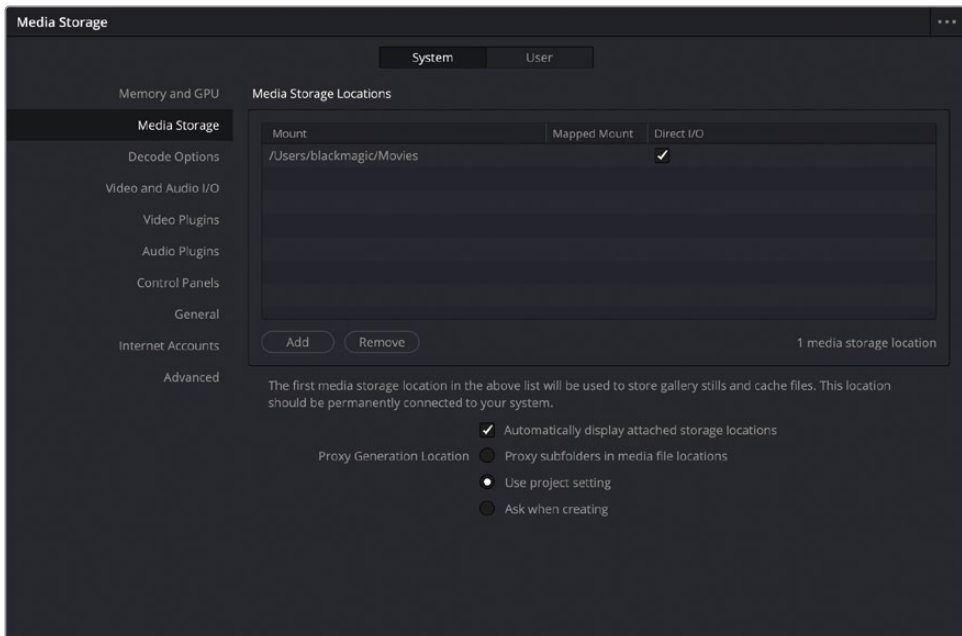 Media Storage
System User
Memory and GPU
Media Storage
Decode Options
Video and Audio I/O
Video Plugins
Audio Plugins
Control Panels
General
Internet Accounts
Advanced
Media Storage Locations
Mount Mapped Mount Direct I/O
/Users/blackmagic/Movies
Add Remove 1 media storage location
The first media storage location in the above list will be used to store gallery stills and cache files. This location
should be permanently connected to your system.
Automatically display attached storage locations
Proxy Generation Location Proxy subfolders in media file locations
Use project setting
Ask when creating